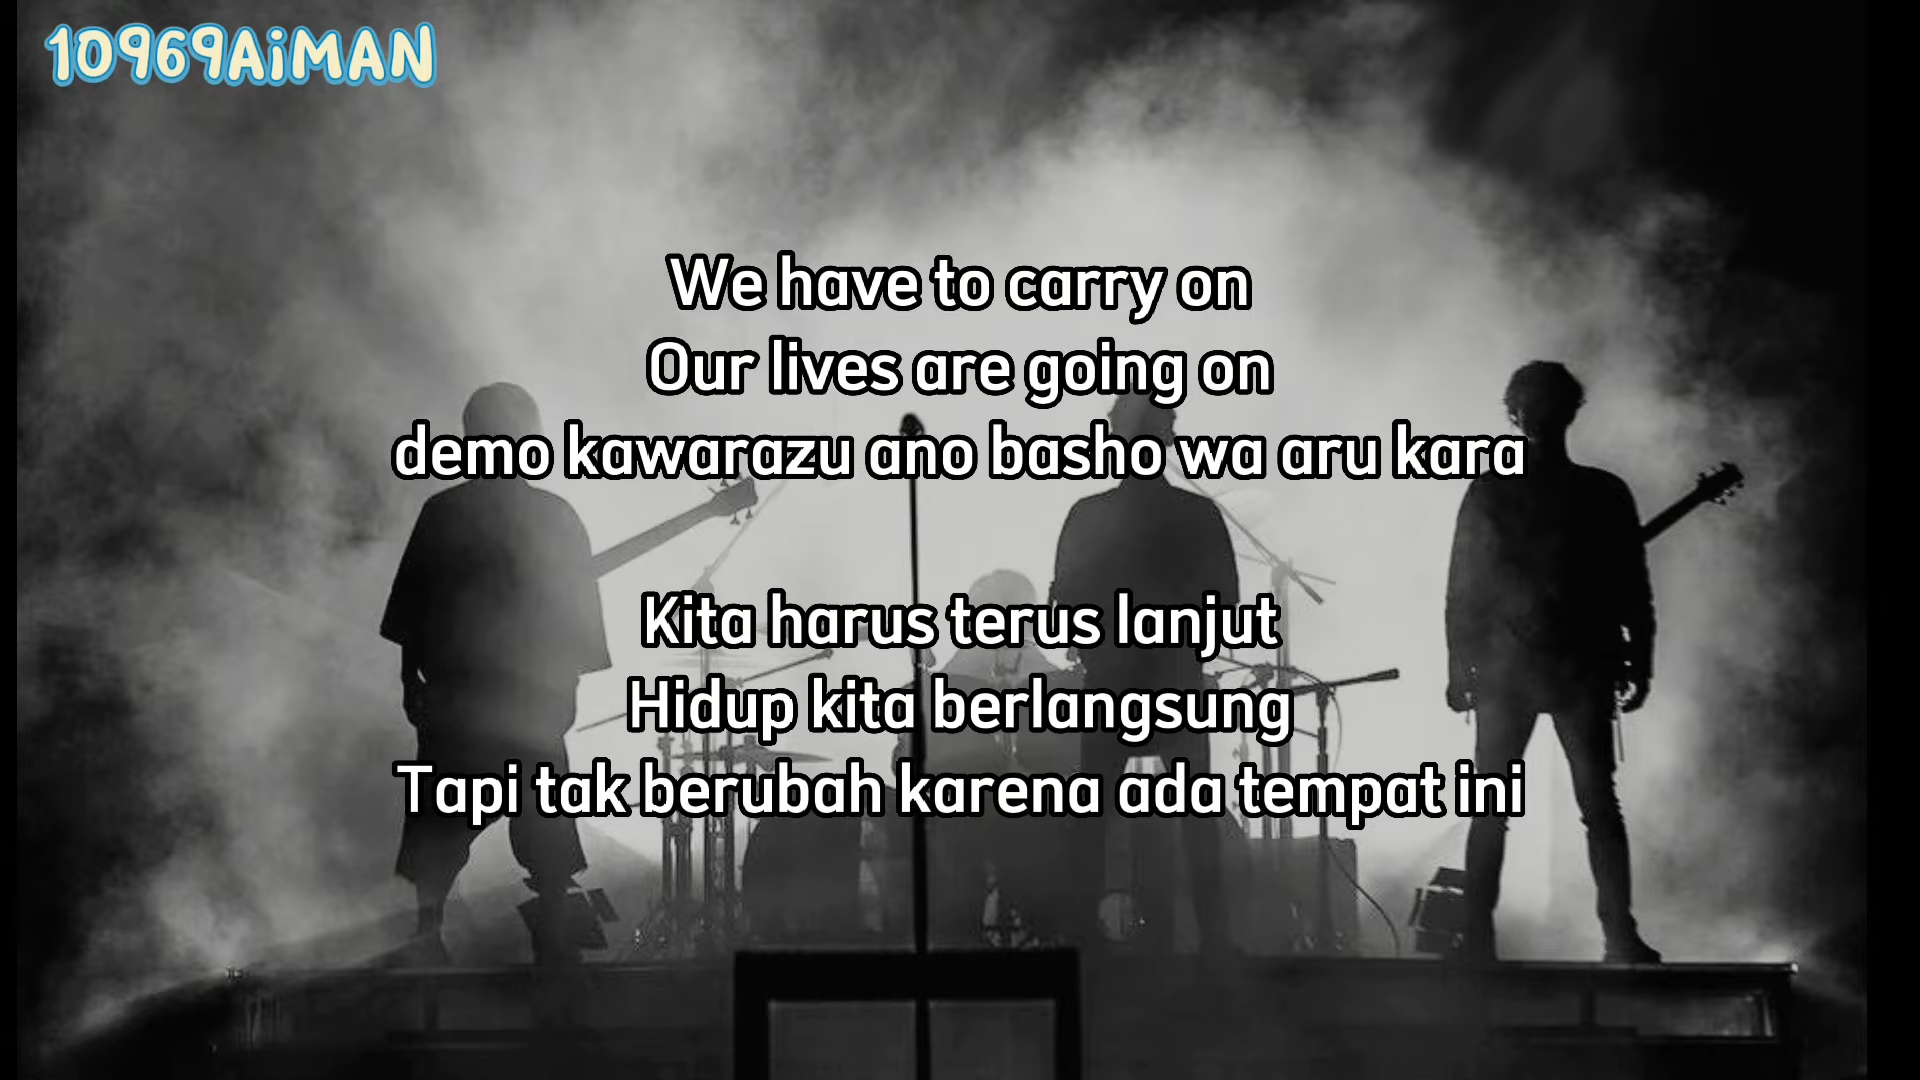 10969AiMAN
We have to carry on
Our lives are going on
demo kawarazu ano basho wa aru kara
Kita harus terus lanjut
Hidup kita berlangsung
Tapi tak berubah karena ada tempat ini